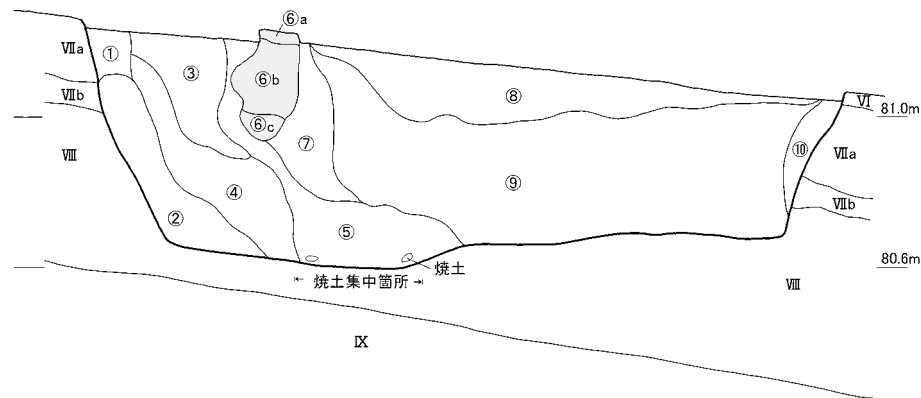 ⑥a
Ⅶa
①
③
⑥b
⑧
Ⅵ
Ⅶb
81.0m
⑥c
⑦
⑩
Ⅷ
Ⅶa
⑨
④
Ⅶb
②
⑤
焼土
80.6m
← 焼土集中箇所 →
Ⅷ
Ⅸ